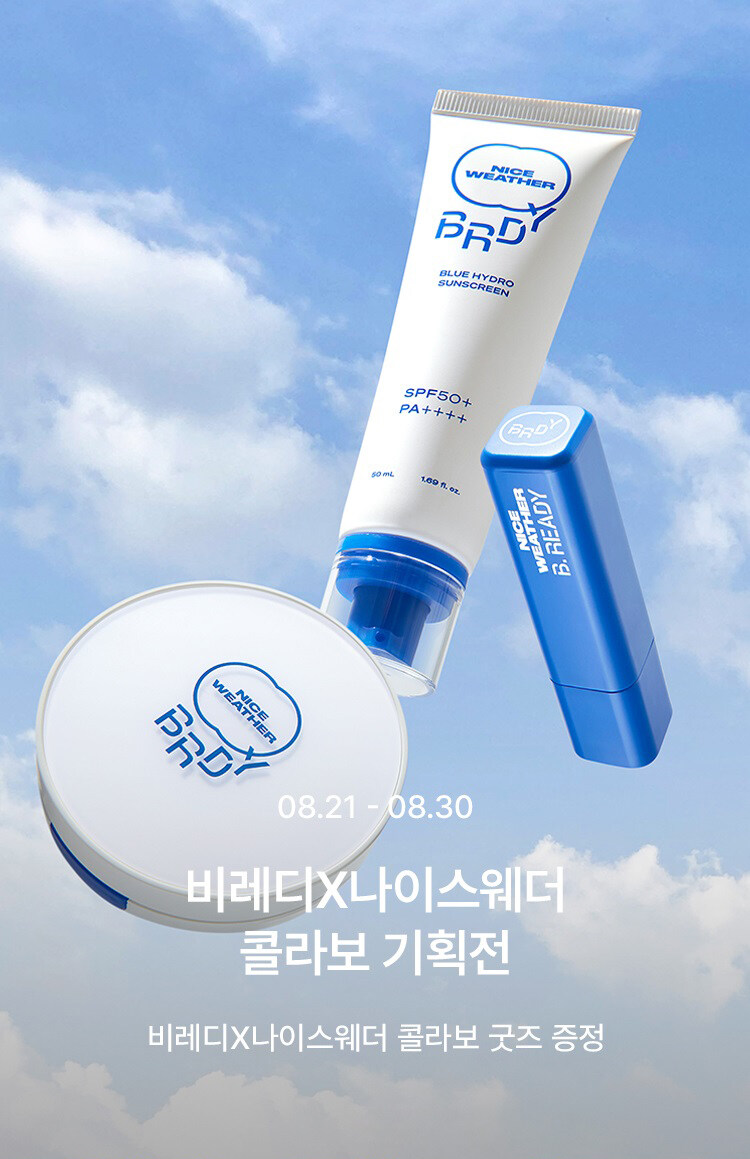 NICE
WEATHER
BRDY
BLUE HYDRO
SUNSCREEN
SPF50+
PA++++
50 mL 1.69 fl. oz.
BRDY
NICE
WEATHER
B. READY
NICE
WEATHER
BRDY
08.21 - 08.30
비레디X나이스웨더
콜라보 기획전
비레디X나이스웨더 콜라보 굿즈 증정